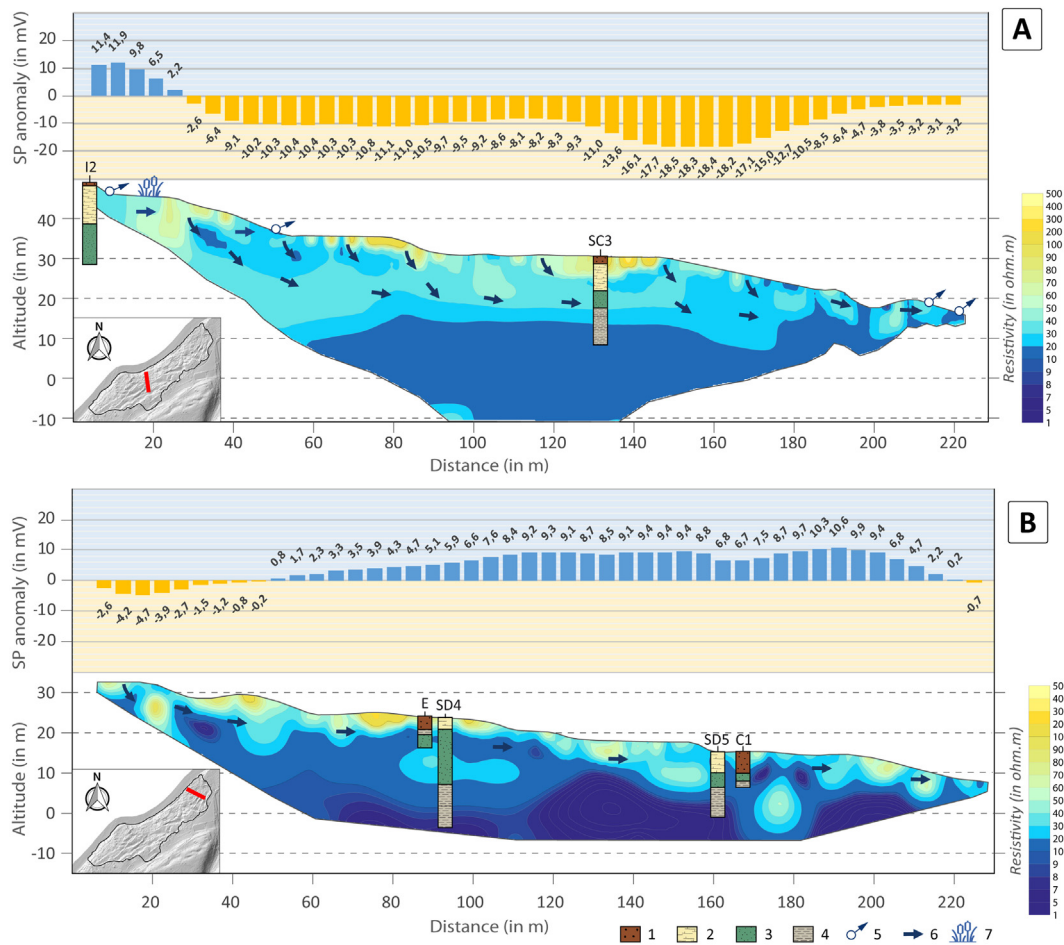 A
SP anomaly (in mV)
20
10
0
-10
-20
11,4 11,9 9,8 6,5 2,2 -2,6 -6,4 -9,1 -10,2 -10,3 -10,4 -10,4 -10,3 -10,3 -10,8 -11,1 -11,0 -10,5 -9,7 -9,5 -9,2 -8,6 -8,1 -8,2 -8,3 -9,3 -11,0 -13,6 -16,1 -17,7 -18,5 -18,3 -18,4 -18,2 -17,1 -15,0 -12,7 -10,5 -8,5 -6,4 -4,7 -3,8 -3,5 -3,2 -3,1 -3,2
I2
SC3
Altitude (in m)
40
30
20
10
0
-10
N
20 40 60 80 100 120 140 160 180 200 220
Distance (in m)
Resistivity (in ohm.m)
500
400
300
200
100
90
80
70
60
50
40
30
20
10
9
8
7
6
5
1
B
SP anomaly (in mV)
20
10
0
-10
-20
-2,6 -4,2 -4,7 -3,9 -2,7 -1,5 -1,2 -0,8 -0,2 0,8 1,7 2,3 3,3 3,5 3,9 4,3 4,7 5,1 5,9 6,6 7,6 8,4 9,2 9,3 9,1 8,7 8,5 9,1 9,4 9,4 9,4 8,8 6,8 6,7 7,5 8,7 9,7 10,3 10,6 9,9 9,4 6,8 4,7 2,2 0,2 -0,7
E SD4
SD5 C1
Altitude (in m)
30
20
10
0
-10
N
20 40 60 80 100 120 140 160 180 200 220
Distance (in m)
Resistivity (in ohm.m)
50
40
30
20
10
90
80
70
60
50
40
30
20
10
9
8
7
6
5
1
1 2 3 4 5 6 7